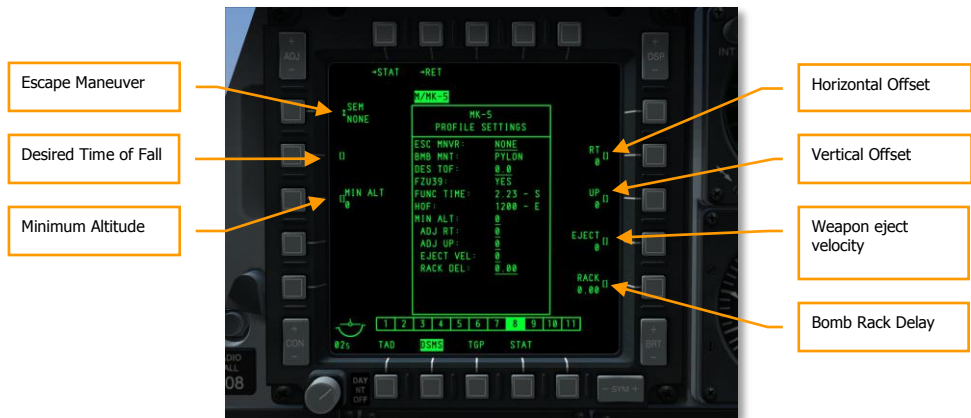 Escape Maneuver
Desired Time of Fall
Minimum Altitude
Horizontal Offset
Vertical Offset
Weapon eject
velocity
Bomb Rack Delay
+
ADJ
−
+
DSP
−
INT
→STAT →RET
M/MK-5
SEM
NONE
[]
[] MIN ALT
0
MK-5
PROFILE SETTINGS
ESC MNVR: NONE
BMB MNT: PYLON
DES TOF: 0.0
FZU39: YES
FUNC TIME: 2.23 - S
HOF: 1200 - E
MIN ALT: 0
ADJ RT: 0
ADJ UP: 0
EJECT VEL: 0
RACK DEL: 0.00
RT []
0
UP []
0
EJECT []
0
RACK []
0.00
1 2 3 4 5 6 7 8 9 10 11
02s TAD DSMS TGP STAT
+
CON
−
+
BRT
−
08
DAY
OFF
− SYM +